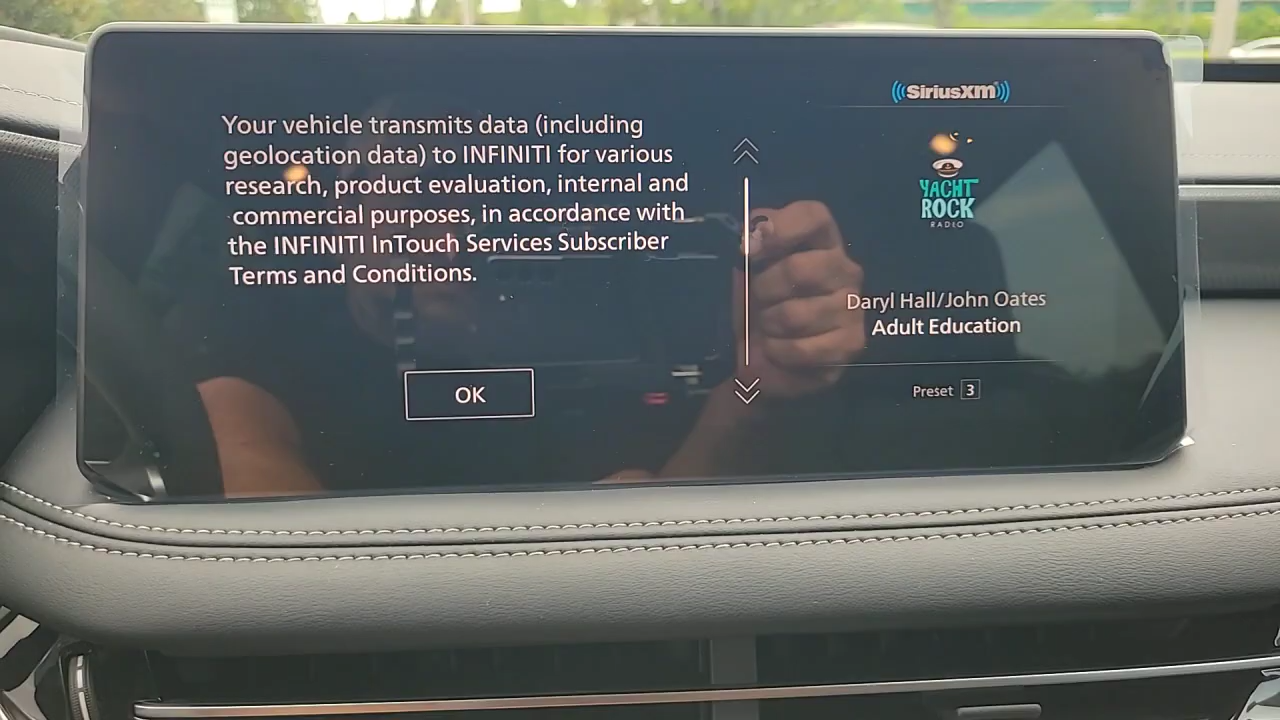 Your vehicle transmits data (including
geolocation data) to INFINITI for various
research, product evaluation, internal and
commercial purposes, in accordance with
the INFINITI InTouch Services Subscriber
Terms and Conditions.
OK
SiriusXM
YACHT
ROCK
RADIO
Daryl Hall/John Oates
Adult Education
Preset 3